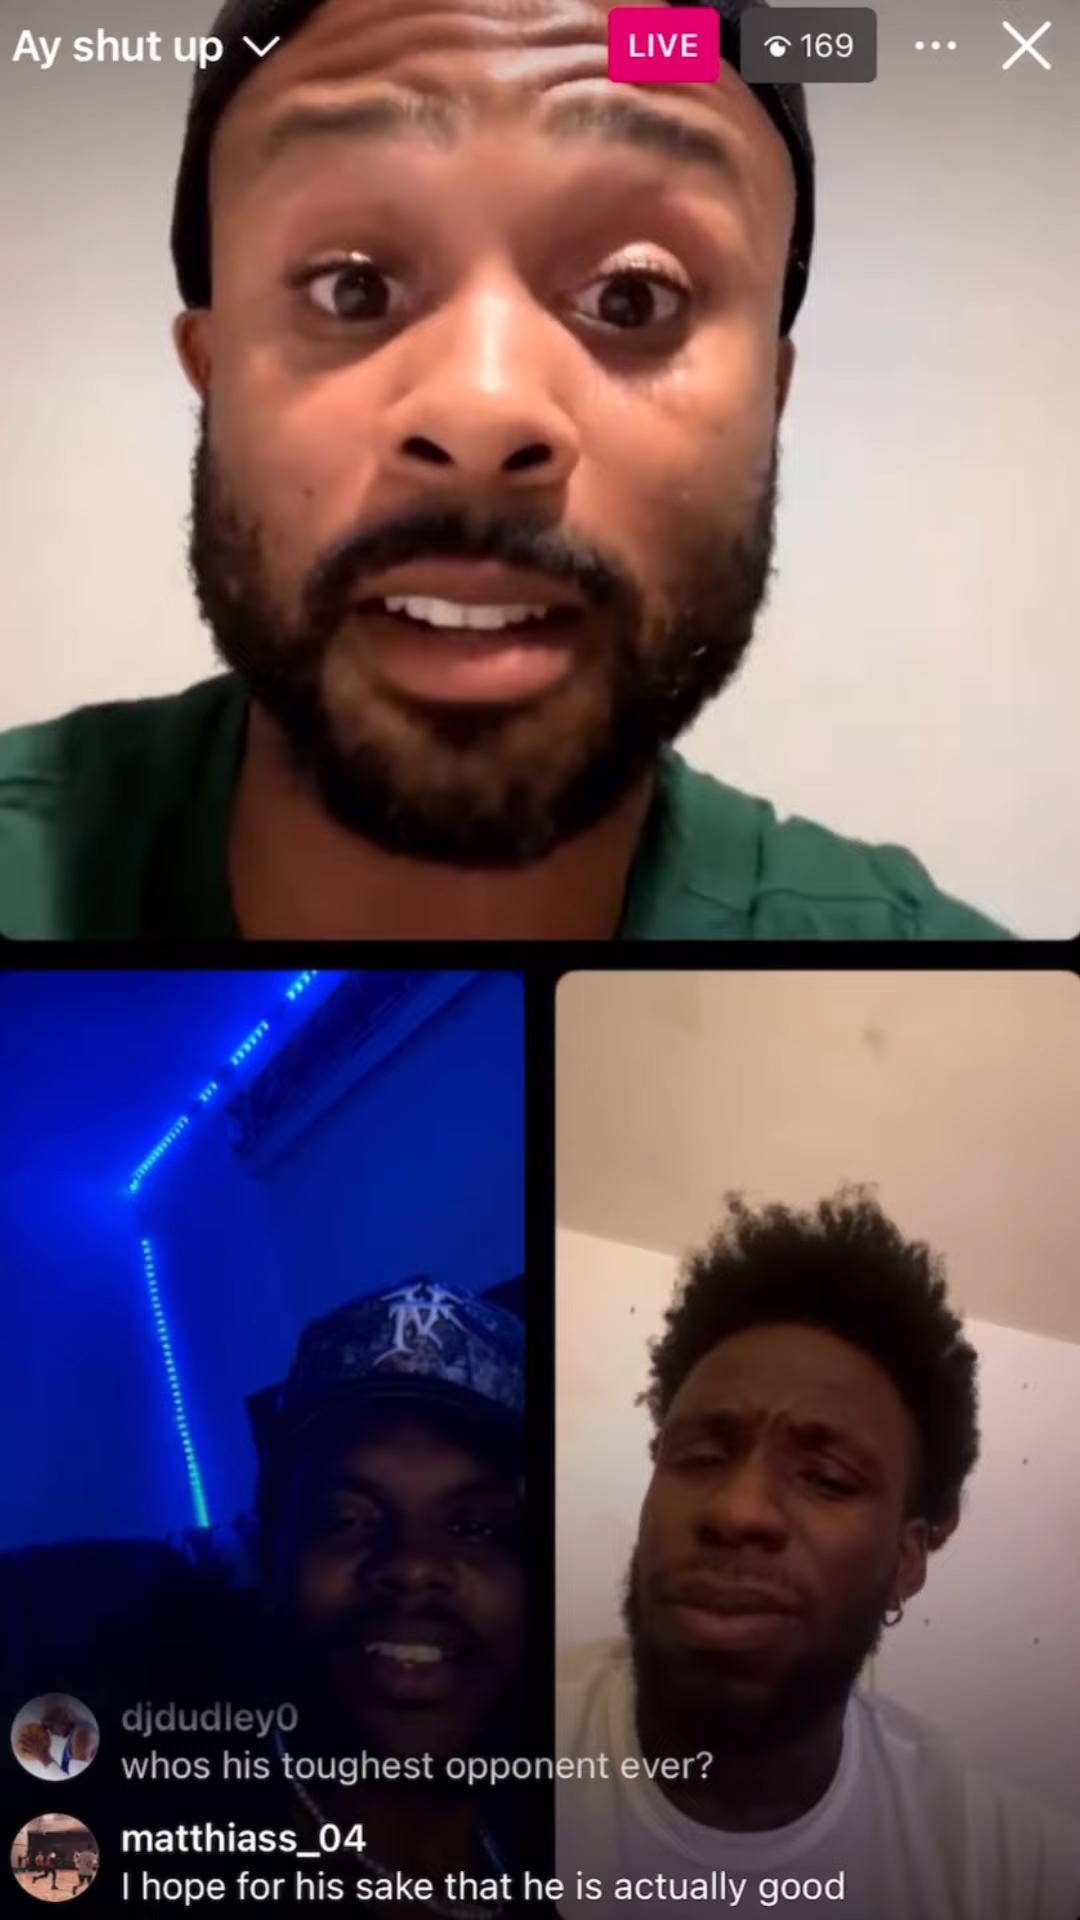 Ay shut up
LIVE
169
djdudley0
whos his toughest opponent ever?
matthiass_04
I hope for his sake that he is actually good